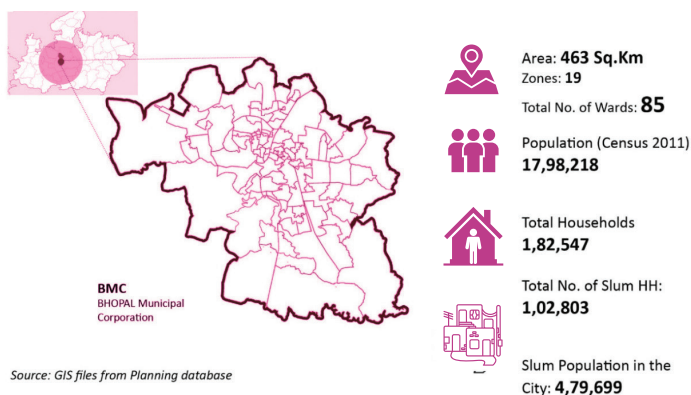 Area: 463 Sq.Km
Zones: 19
Total No. of Wards: 85
Population (Census 2011)
17,98,218
Total Households
1,82,547
Total No. of Slum HH:
1,02,803
Slum Population in the
City: 4,79,699
BMC
BHOPAL Municipal
Corporation
Source: GIS files from Planning database